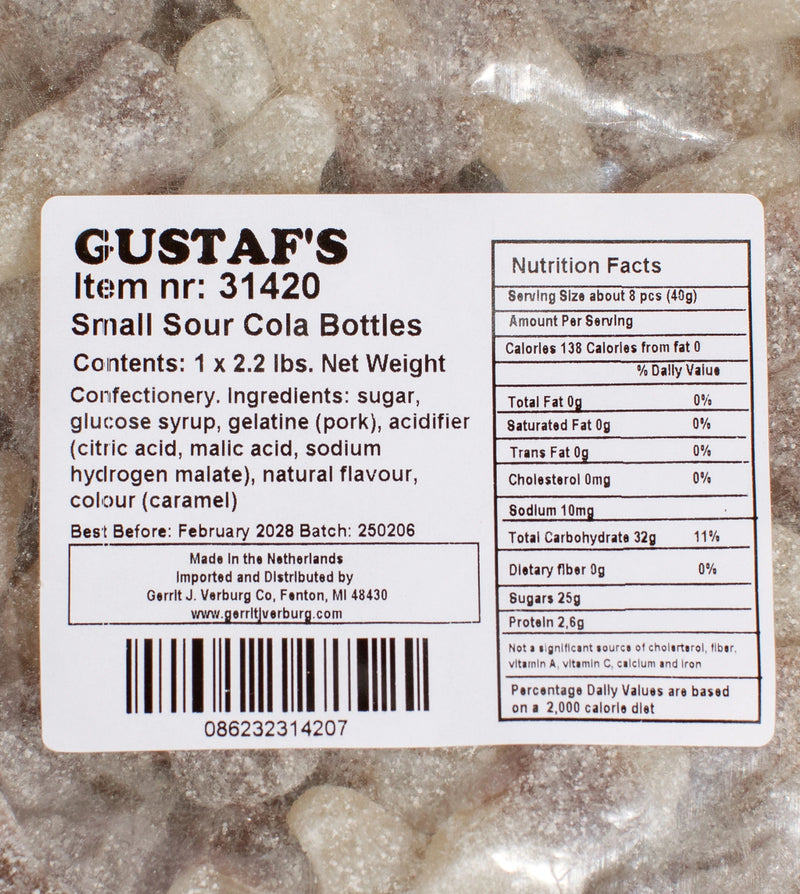 GUSTAF'S
Item nr: 31420
Small Sour Cola Bottles
Contents: 1 x 2.2 lbs. Net Weight
Confectionery. Ingredients: sugar,
glucose syrup, gelatine (pork), acidifier
(citric acid, malic acid, sodium
hydrogen malate), natural flavour,
colour (caramel)
Best Before: February 2028 Batch: 250206
Made in the Netherlands
Imported and Distributed by
Gerrit J. Verburg Co, Fenton, MI 48430
www.gerritjverburg.com
086232314207
Nutrition Facts
Serving Size about 8 pcs (40g)
Amount Per Serving
Calories 138 Calories from fat 0
% Daily Value
Total Fat 0g 0%
Saturated Fat 0g 0%
Trans Fat 0g 0%
Cholesterol 0mg 0%
Sodium 10mg
Total Carbohydrate 32g 11%
Dietary fiber 0g 0%
Sugars 25g
Protein 2,6g
Not a significant source of cholsterol, fiber,
vitamin A, vitamin C, calcium and iron
Percentage Daily Values are based
on a 2,000 calorie diet